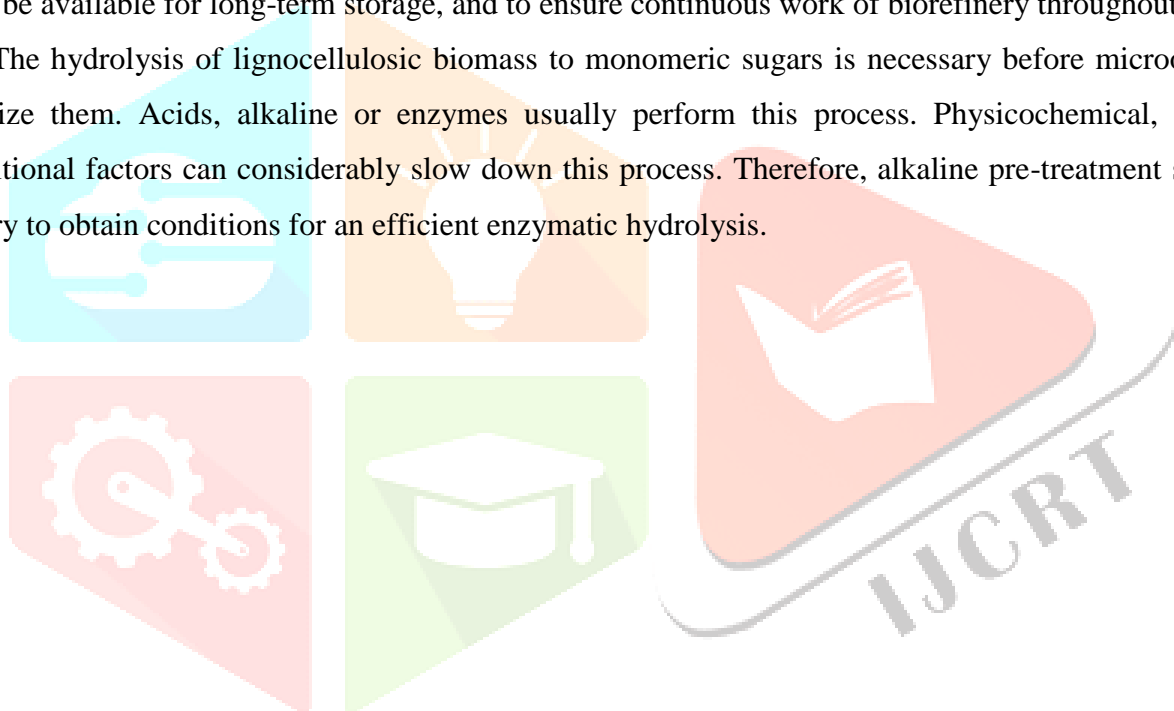 be available for long-term storage, and to ensure continuous work of biorefinery throughout
The hydrolysis of lignocellulosic biomass to monomeric sugars is necessary before micro
ize them. Acids, alkaline or enzymes usually perform this process. Physicochemical,
tional factors can considerably slow down this process. Therefore, alkaline pre-treatment s
ry to obtain conditions for an efficient enzymatic hydrolysis.
IJCRT